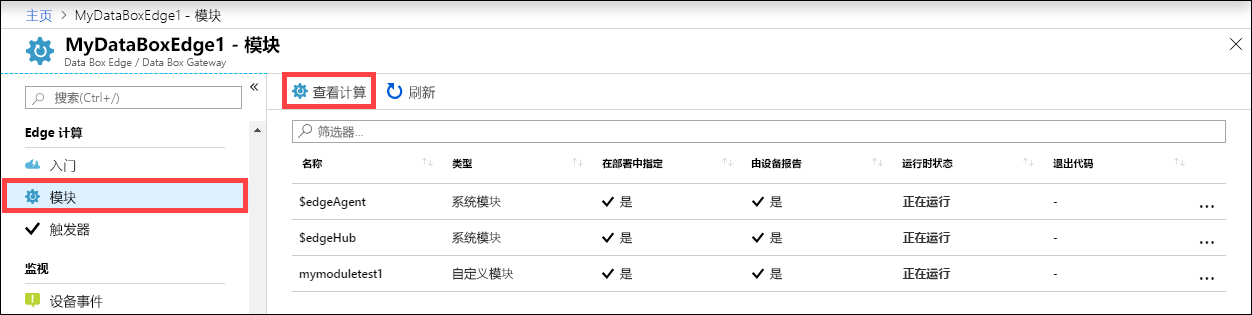 主页 > MyDataBoxEdge1 - 模块
MyDataBoxEdge1 - 模块
Data Box Edge / Data Box Gateway
搜索(Ctrl+/)
«
Edge 计算
入门
模块
触发器
监视
设备事件
查看计算 刷新
筛选器...
名称 类型 在部署中指定 由设备报告 运行时状态 退出代码
$edgeAgent 系统模块 是 是 正在运行 - ...
$edgeHub 系统模块 是 是 正在运行 - ...
mymoduletest1 自定义模块 是 是 正在运行 - ...